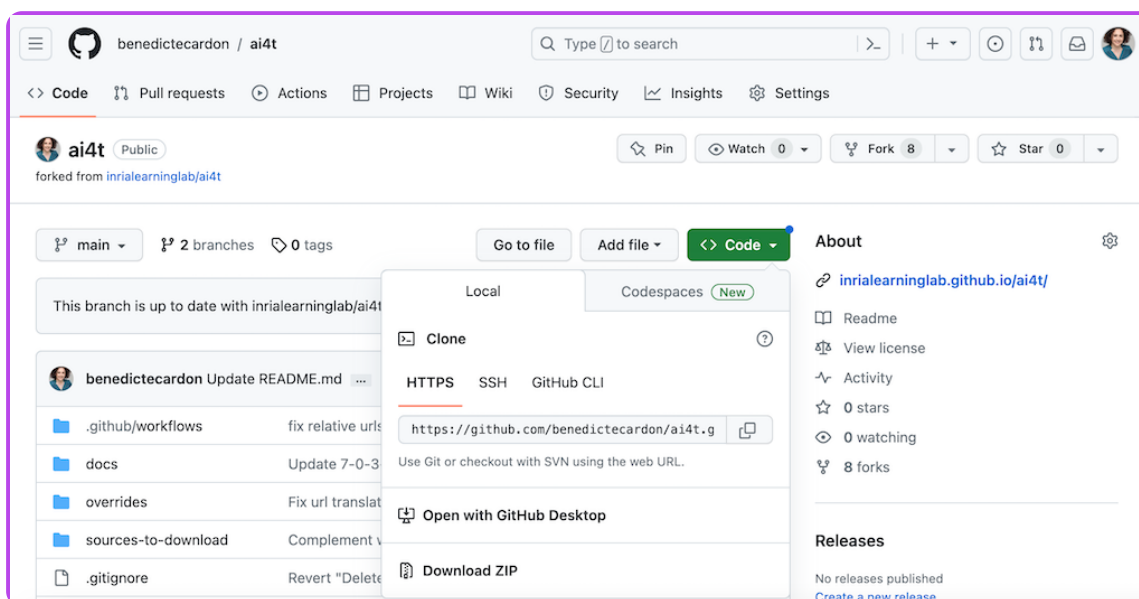 benedictecardon / ai4t
Type / to search
Code
Pull requests
Actions
Projects
Wiki
Security
Insights
Settings
ai4t Public
Pin
Watch 0
Fork 8
Star 0
forked from inrialearninglab/ai4t
main
2 branches
0 tags
Go to file
Add file
Code
About
Local
Codespaces New
inrialearninglab.github.io/ai4t/
This branch is up to date with inrialearninglab/ai4t
Readme
Clone
View license
benedictecardon Update README.md ...
HTTPS
SSH
GitHub CLI
Activity
0 stars
.github/workflows
fix relative urls
https://github.com/benedictecardon/ai4t.g
0 watching
docs
Update 7-0-3
Use Git or checkout with SVN using the web URL.
8 forks
overrides
Fix url translat
Open with GitHub Desktop
sources-to-download
Complement
Releases
.gitignore
Revert "Delete
Download ZIP
No releases published
Create a new release